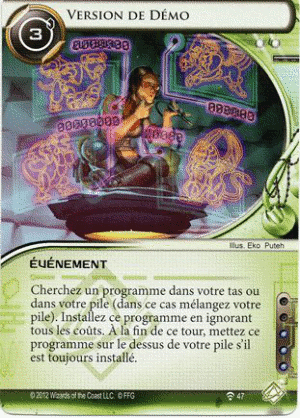 VERSION DE DÉMO
3
Illus. Eko Puteh
ÉVÉNEMENT
Cherchez un programme dans votre tas ou
dans votre pile (dans ce cas mélangez votre
pile). Installez ce programme en ignorant
tous les coûts. À la fin de ce tour, mettez ce
programme sur le dessus de votre pile s'il
est toujours installé.
© 2012 Wizards of the Coast LLC. © FFG
47